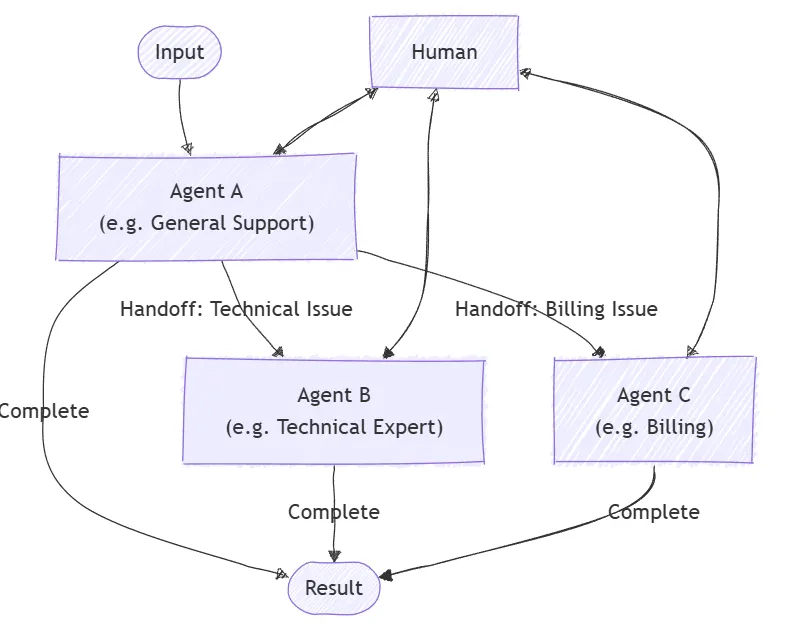 Input
Human
Agent A
(e.g. General Support)
Handoff: Technical Issue
Handoff: Billing Issue
Agent B
(e.g. Technical Expert)
Agent C
(e.g. Billing)
Complete
Complete
Complete
Result